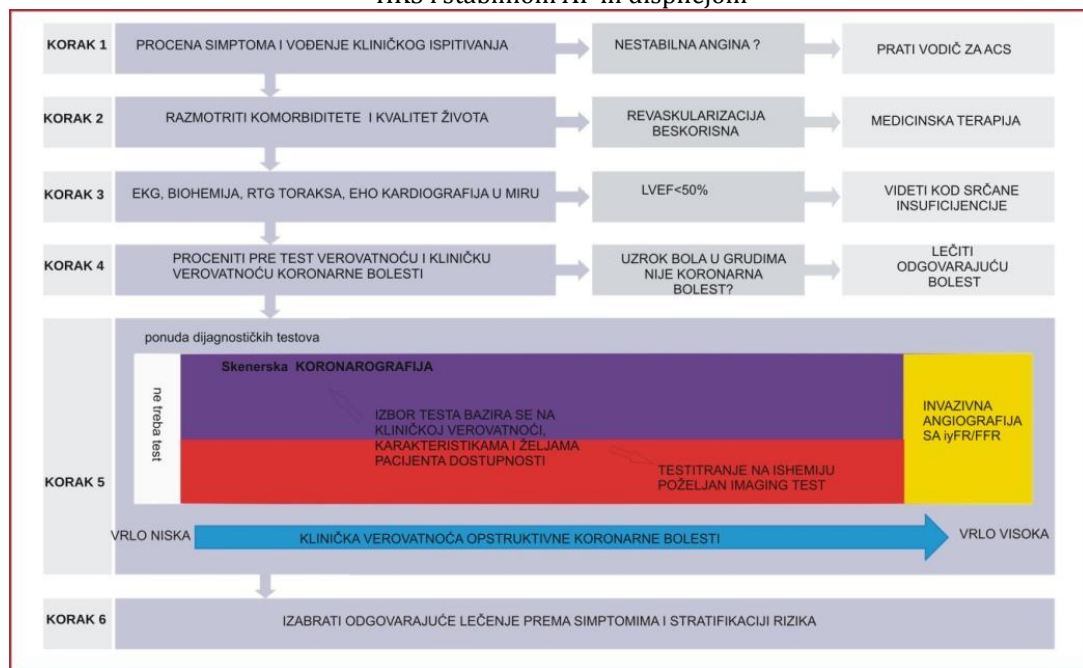 KORAK 1
PROCENA SIMPTOMA I VOĐENJE KLINIČKOG ISPITIVANJA
NESTABILNA ANGINA ?
PRATI VODIČ ZA ACS
KORAK 2
RAZMOTRITI KOMORBIDITETE I KVALITET ŽIVOTA
REVASKULARIZACIJA
BESKORISNA
MEDICINSKA TERAPIJA
KORAK 3
EKG, BIOHEMIJA, RTG TORAKSA, EHO KARDIOGRAFIJA U MIRU
LVEF<50%
VIDETI KOD SRČANE
INSUFICIJENCIJE
KORAK 4
PROCENITI PRE TEST VEROVATNOĆU I KLINIČKU
VEROVATNOĆU KORONARNE BOLESTI
UZROK BOLA U GRUDIMA
NIJE KORONARNA
BOLEST?
LEČITI
ODGOVARAJUĆU
BOLEST
KORAK 5
ponuda dijagnostičkih testova
ne treba test
Skenerska KORONAROGRAFIJA
IZBOR TESTA BAZIRA SE NA
KLINIČKOJ VEROVATNOĆI,
KARAKTERISTIKAMA I ŽELJAMA
PACIJENTA DOSTUPNOSTI
TESTITRANJE NA ISHEMIJU
POŽELJAN IMAGING TEST
INVAZIVNA
ANGIOGRAFIJA
SA iyFR/FFR
VRLO NISKA
KLINIČKA VEROVATNOĆA OPSTRUKTIVNE KORONARNE BOLESTI
VRLO VISOKA
KORAK 6
IZABRATI ODGOVARAJUĆE LEČENJE PREMA SIMPTOMIMA I STRATIFIKACIJI RIZIKA